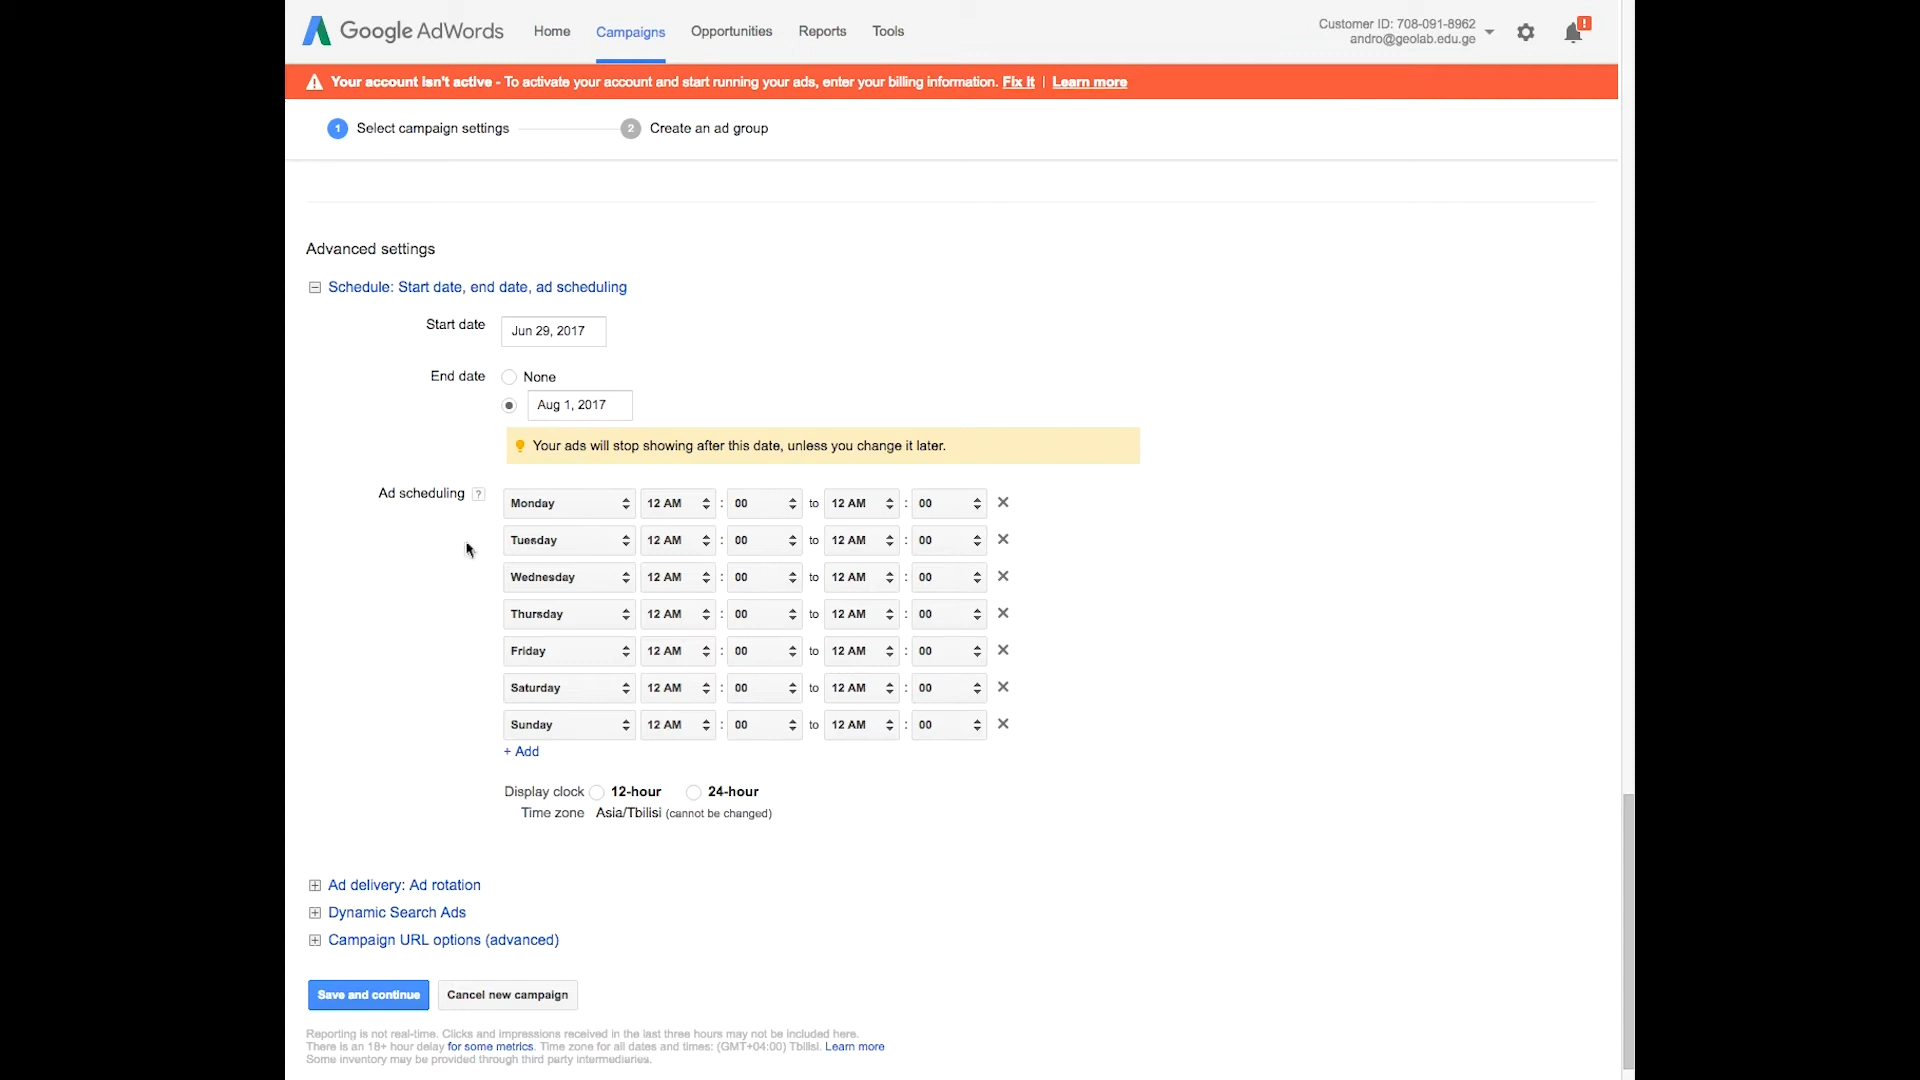 Google AdWords
Home Campaigns Opportunities Reports Tools
Customer ID: 708-091-8962
andro@geolab.edu.ge
!
Your account isn't active - To activate your account and start running your ads, enter your billing information. Fix it | Learn more
1 Select campaign settings 2 Create an ad group
Advanced settings
Schedule: Start date, end date, ad scheduling
Start date Jun 29, 2017
End date None
Aug 1, 2017
Your ads will stop showing after this date, unless you change it later.
Ad scheduling ?
Monday 12 AM : 00 to 12 AM : 00
Tuesday 12 AM : 00 to 12 AM : 00
Wednesday 12 AM : 00 to 12 AM : 00
Thursday 12 AM : 00 to 12 AM : 00
Friday 12 AM : 00 to 12 AM : 00
Saturday 12 AM : 00 to 12 AM : 00
Sunday 12 AM : 00 to 12 AM : 00
+ Add
Display clock 12-hour 24-hour
Time zone Asia/Tbilisi (cannot be changed)
Ad delivery: Ad rotation
Dynamic Search Ads
Campaign URL options (advanced)
Save and continue Cancel new campaign
Reporting is not real-time. Clicks and impressions received in the last three hours may not be included here.
There is an 18+ hour delay for some metrics. Time zone for all dates and times: (GMT+04:00) Tbilisi. Learn more
Some inventory may be provided through third party intermediaries.